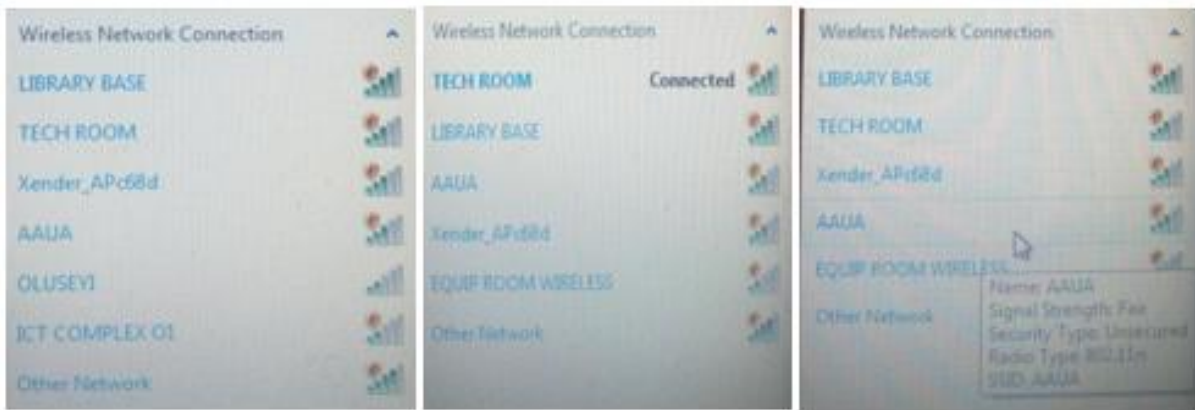 Wireless Network Connection
LIBRARY BASE
TECH ROOM
Xender_APc68d
AAUA
OLUSEYI
ICT COMPLEX O1
Other Network
Wireless Network Connection
TECH ROOM Connected
LIBRARY BASE
AAUA
Xender_APc68d
EQUIP ROOM WIRELESS
Other Network
Wireless Network Connection
LIBRARY BASE
TECH ROOM
Xender_APc68d
AAUA
EQUIP ROOM WIRELESS
Other Network
Name: AAUA
Signal Strength: Fair
Security Type: Unsecured
Radio Type: 802.11n
SSID: AAUA